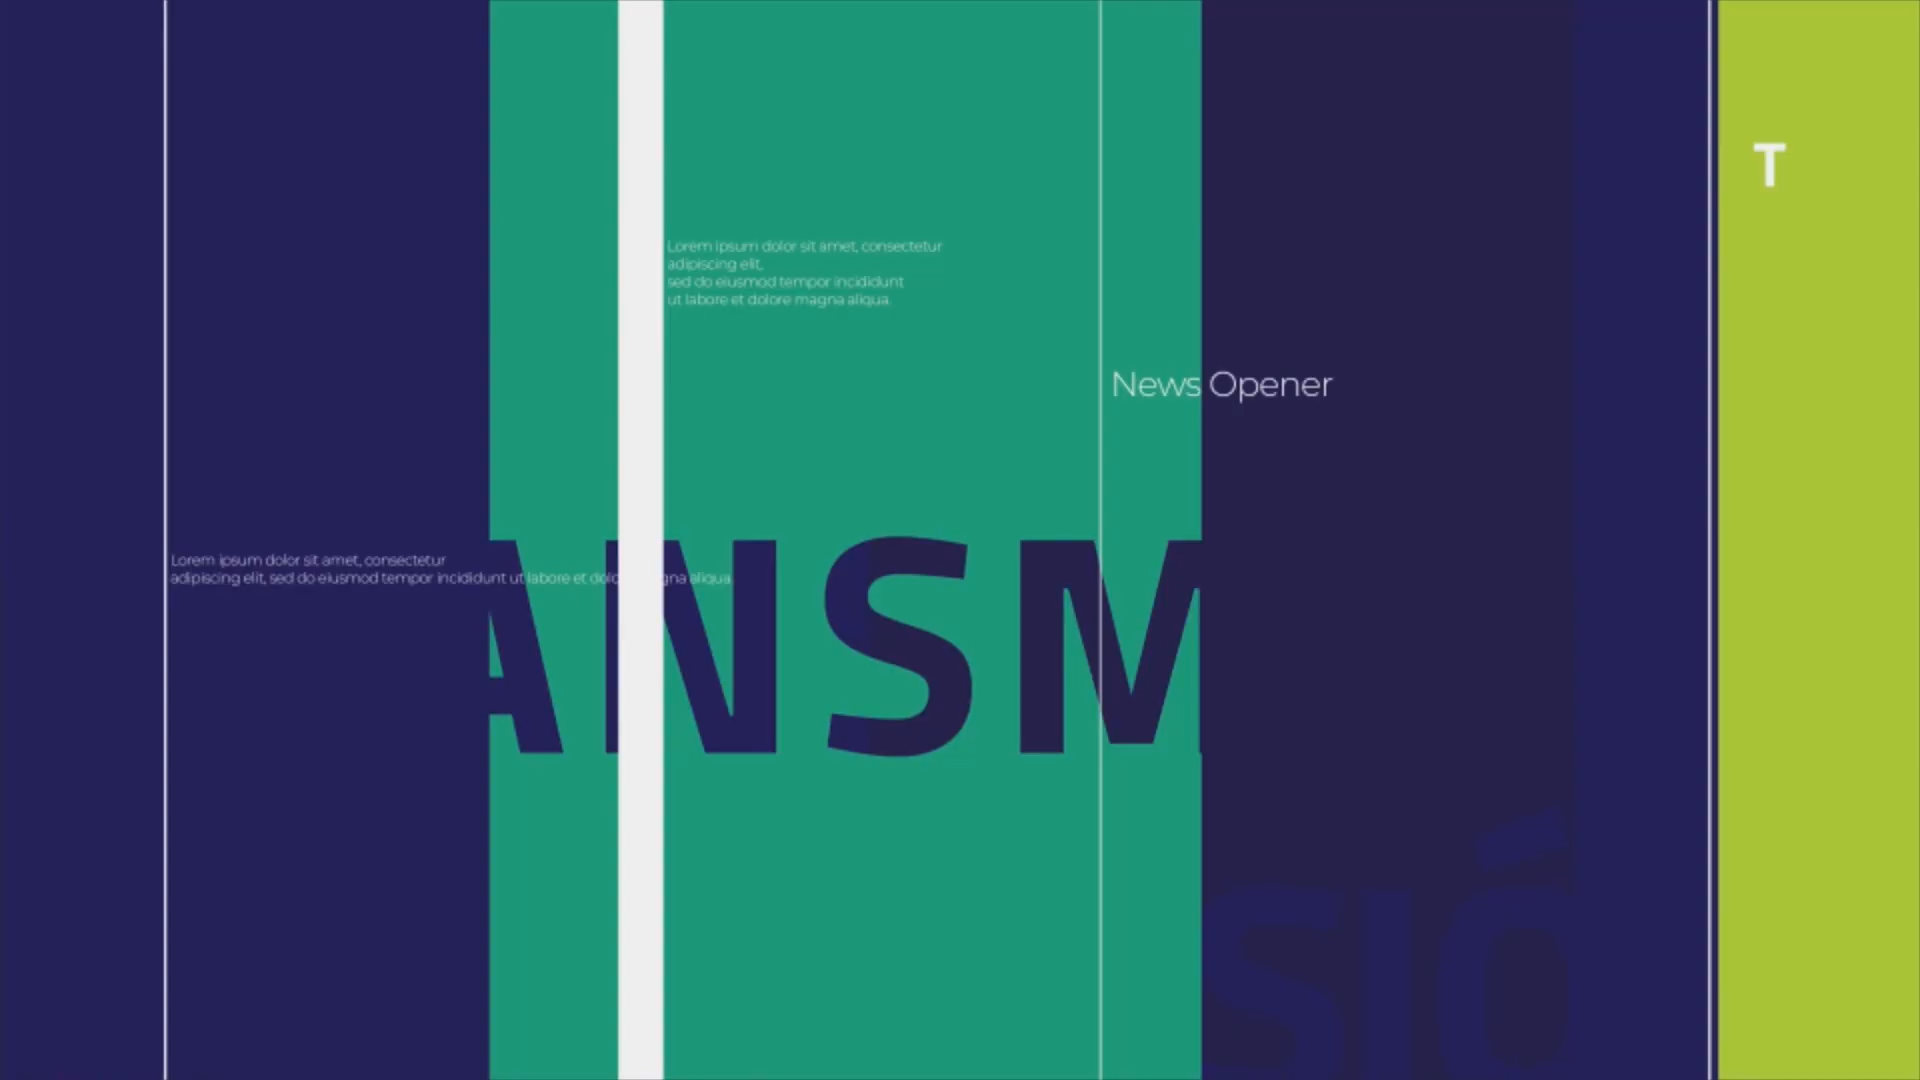 T
Lorem ipsum dolor sit amet, consectetur
adipiscing elit,
sed do eiusmod tempor incididunt
ut labore et dolore magna aliqua.
News Opener
ANSM
Lorem ipsum dolor sit amet, consectetur
adipiscing elit, sed do eiusmod tempor incididunt ut labore et dolo gna aliqua.
SIÓ